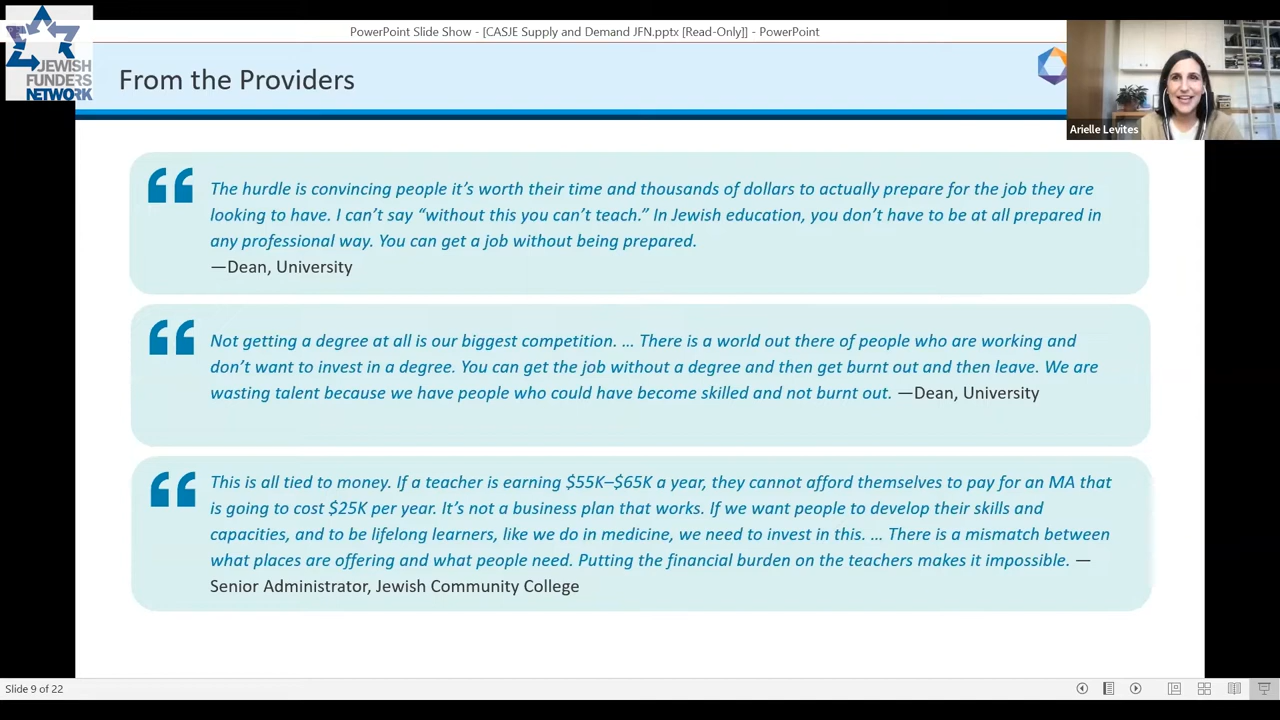 PowerPoint Slide Show - [CASJE Supply and Demand JFN.pptx [Read-Only]] - PowerPoint
JEWISH
FUNDERS
NETWORK
From the Providers
Arielle Levites
The hurdle is convincing people it’s worth their time and thousands of dollars to actually prepare for the job they are
looking to have. I can’t say “without this you can’t teach.” In Jewish education, you don’t have to be at all prepared in
any professional way. You can get a job without being prepared.
—Dean, University
Not getting a degree at all is our biggest competition. … There is a world out there of people who are working and
don’t want to invest in a degree. You can get the job without a degree and then get burnt out and then leave. We are
wasting talent because we have people who could have become skilled and not burnt out. —Dean, University
This is all tied to money. If a teacher is earning $55K–$65K a year, they cannot afford themselves to pay for an MA that
is going to cost $25K per year. It’s not a business plan that works. If we want people to develop their skills and
capacities, and to be lifelong learners, like we do in medicine, we need to invest in this. … There is a mismatch between
what places are offering and what people need. Putting the financial burden on the teachers makes it impossible. —
Senior Administrator, Jewish Community College
Slide 9 of 22